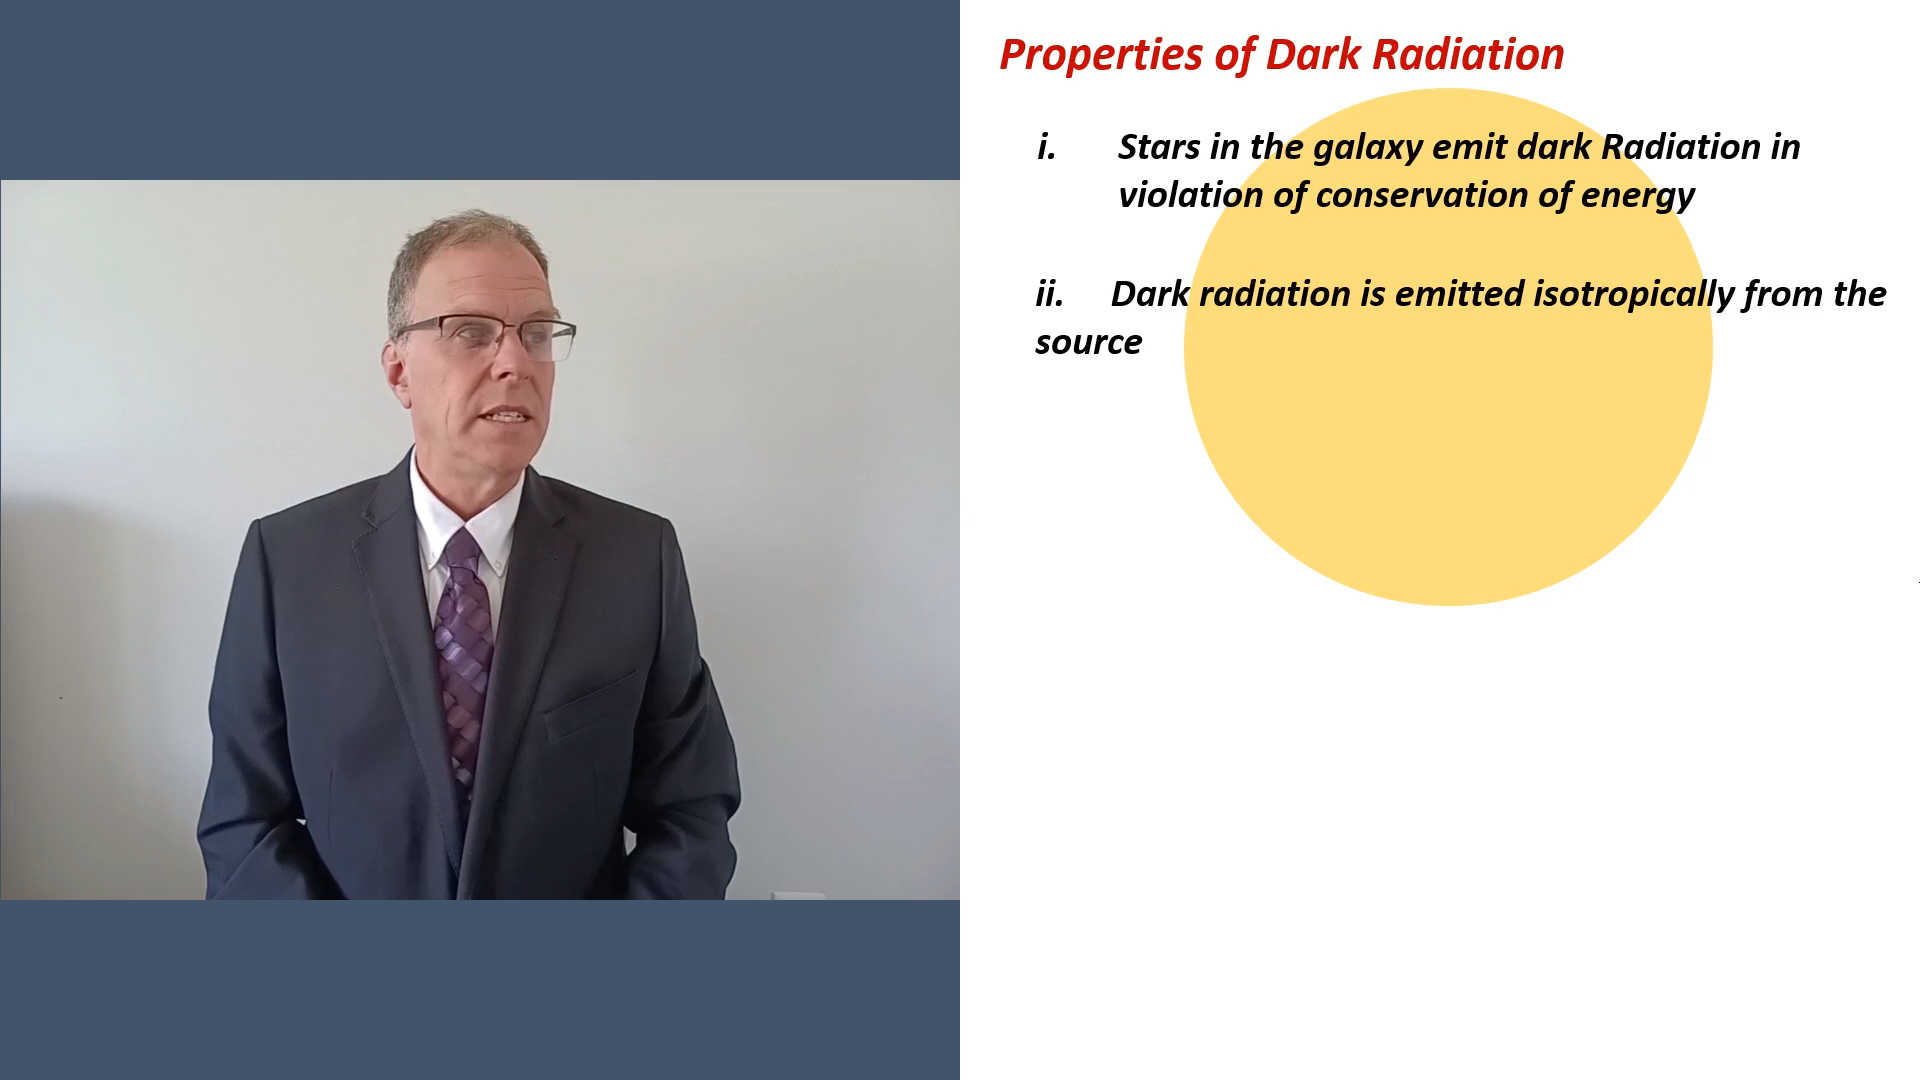 Properties of Dark Radiation
i. Stars in the galaxy emit dark Radiation in
violation of conservation of energy
ii. Dark radiation is emitted isotropically from the
source